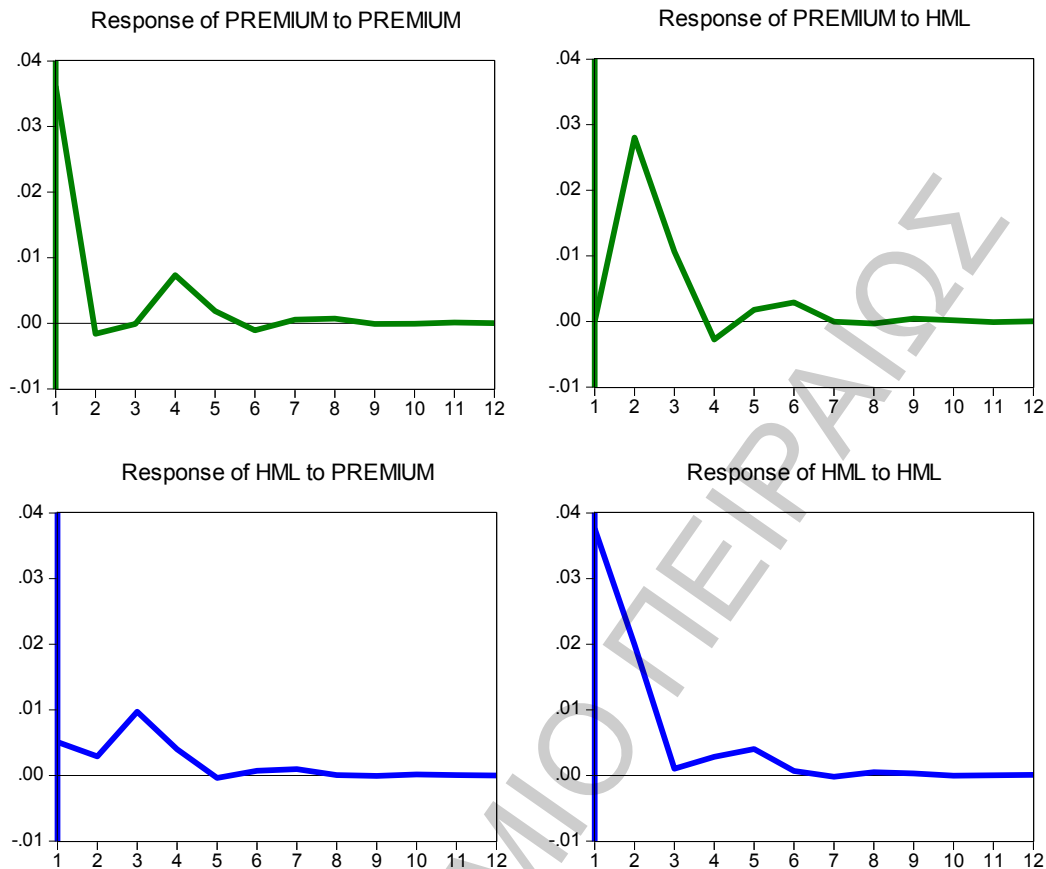 Response of PREMIUM to PREMIUM
.04
.03
.02
.01
.00
-.01
1 2 3 4 5 6 7 8 9 10 11 12
Response of PREMIUM to HML
.04
.03
.02
.01
.00
-.01
1 2 3 4 5 6 7 8 9 10 11 12
Response of HML to PREMIUM
.04
.03
.02
.01
.00
-.01
1 2 3 4 5 6 7 8 9 10 11 12
Response of HML to HML
.04
.03
.02
.01
.00
-.01
1 2 3 4 5 6 7 8 9 10 11 12
ΜΙΟ ΠΕΙΡΑΙΩΣ